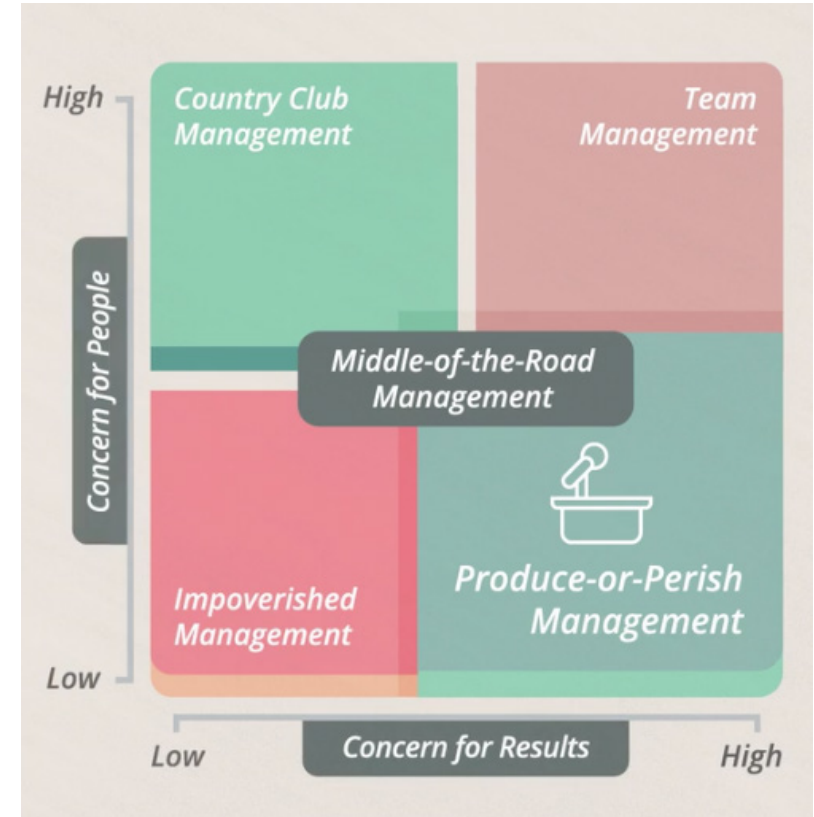 High
Country Club
Management
Team
Management
Concern for People
Middle-of-the-Road
Management
Impoverished
Management
Produce-or-Perish
Management
Low
Low
Concern for Results
High